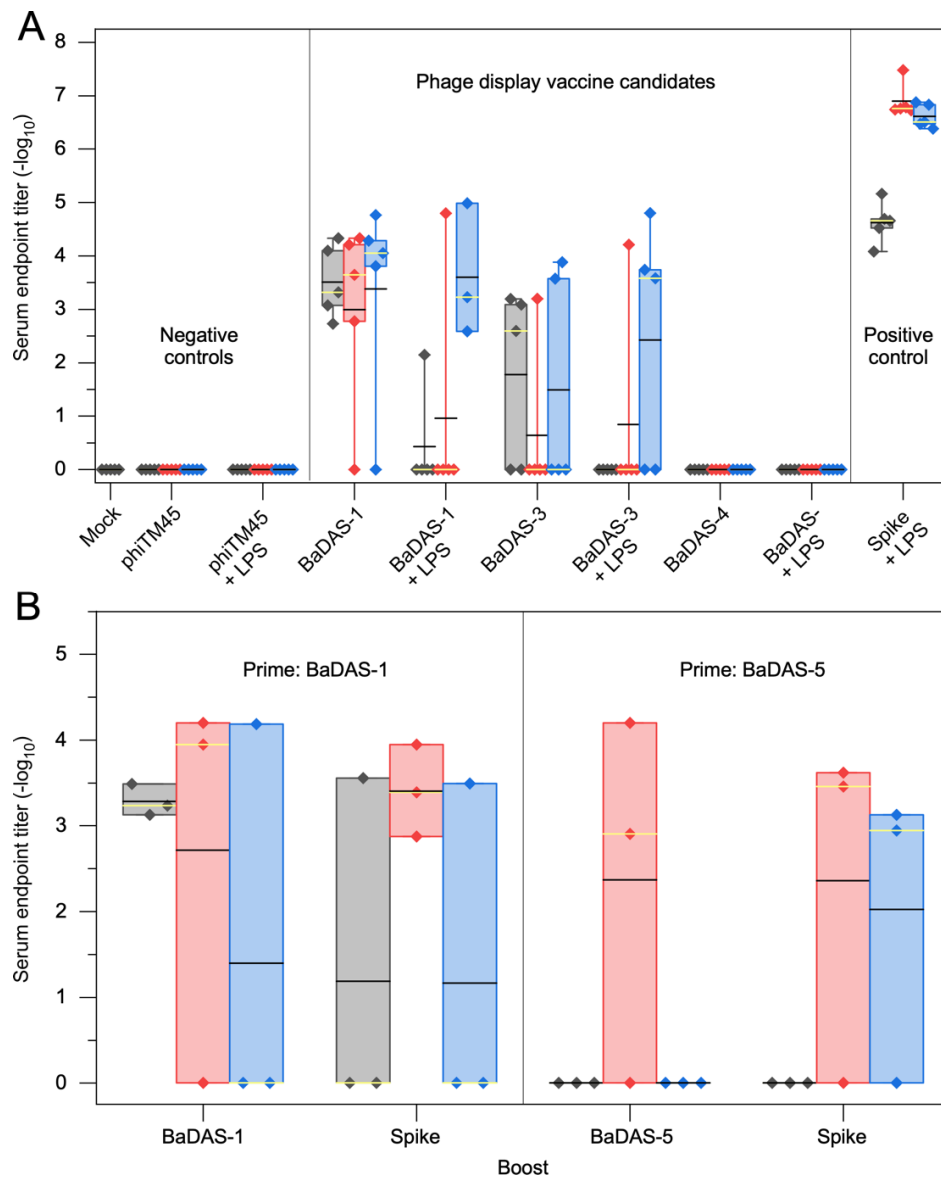 A
8
7
6
5
4
3
2
1
0
Serum endpoint titer (-log10)
Phage display vaccine candidates
Negative
controls
Positive
control
Mock
phiTM45
phiTM45
+ LPS
BaDAS-1
BaDAS-1
+ LPS
BaDAS-3
BaDAS-3
+ LPS
BaDAS-4
BaDAS-
+ LPS
Spike
+ LPS
B
5
4
3
2
1
0
Serum endpoint titer (-log10)
Prime: BaDAS-1
Prime: BaDAS-5
BaDAS-1
Spike
BaDAS-5
Spike
Boost